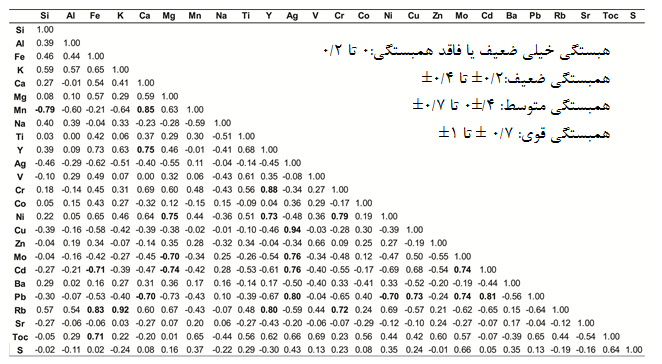 Si Al Fe K Ca Mg Mn Na Ti Y Ag V Cr Co Ni Cu Zn Mo Cd Ba Pb Rb Sr Toc S
Si 1.00
Al 0.39 1.00
Fe 0.46 0.44 1.00
K 0.59 0.57 0.65 1.00
Ca 0.27 -0.01 0.54 0.41 1.00
Mg 0.08 0.10 0.57 0.29 0.59 1.00
Mn -0.79 -0.60 -0.21 -0.64 0.85 0.63 1.00
Na 0.40 0.39 -0.04 0.33 -0.23 -0.28 -0.59 1.00
Ti 0.03 0.00 0.42 0.06 0.37 0.29 0.30 -0.51 1.00
Y 0.39 0.09 0.73 0.63 0.75 0.46 -0.01 -0.41 0.68 1.00
Ag -0.46 -0.29 -0.62 -0.51 -0.40 -0.55 0.11 -0.04 -0.14 -0.45 1.00
V -0.10 0.29 0.49 0.07 0.00 0.32 0.06 -0.43 0.61 0.35 -0.08 1.00
Cr 0.18 -0.14 0.45 0.31 0.69 0.60 0.48 -0.43 0.56 0.88 -0.34 0.27 1.00
Co 0.05 0.15 0.43 0.27 -0.32 0.12 -0.15 0.15 -0.09 0.04 0.36 0.29 -0.17 1.00
Ni 0.22 0.05 0.65 0.46 0.64 0.75 0.44 -0.36 0.51 0.73 -0.48 0.36 0.79 0.19 1.00
Cu -0.39 -0.16 -0.58 -0.42 -0.39 -0.38 -0.02 -0.01 -0.10 -0.46 0.94 -0.03 -0.28 0.30 -0.39 1.00
Zn -0.04 0.19 0.34 -0.07 -0.14 0.35 0.28 -0.32 0.34 -0.04 -0.34 0.66 0.09 0.25 0.27 -0.19 1.00
Mo -0.04 -0.16 -0.42 -0.27 -0.45 -0.70 -0.34 0.25 -0.26 -0.54 0.76 -0.34 -0.48 0.12 -0.47 0.50 -0.55 1.00
Cd -0.27 -0.21 -0.71 -0.39 -0.47 -0.74 -0.42 0.28 -0.53 -0.61 0.76 -0.40 -0.55 -0.17 -0.69 0.68 -0.54 0.74 1.00
Ba 0.29 0.02 0.16 0.27 0.31 0.36 0.17 0.16 -0.14 0.17 -0.50 -0.40 0.33 -0.41 0.33 -0.52 -0.20 -0.19 -0.44 1.00
Pb -0.30 -0.07 -0.53 -0.40 -0.70 -0.42 -0.73 0.09 -0.39 -0.67 0.80 -0.04 -0.65 0.40 -0.70 0.73 -0.24 0.74 0.81 -0.56 1.00
Rb 0.57 0.54 0.83 0.92 0.44 0.43 -0.43 -0.07 0.48 0.80 -0.59 0.44 0.72 0.24 0.69 -0.57 0.21 -0.62 -0.65 0.15 -0.64 1.00
Sr -0.27 -0.06 -0.06 0.03 -0.27 0.07 0.20 0.06 -0.27 -0.43 -0.20 -0.06 -0.07 -0.29 -0.12 -0.10 0.24 -0.27 -0.07 0.17 -0.04 -0.12 1.00
Toc -0.05 0.29 0.71 0.22 -0.20 0.01 0.65 -0.44 0.56 0.62 0.66 0.69 0.23 0.56 0.44 0.42 0.60 0.57 -0.07 -0.39 0.65 0.44 -0.54 1.00
S -0.02 -0.11 0.02 -0.24 0.08 0.16 0.37 -0.22 0.29 -0.30 0.43 0.13 0.23 0.08 0.35 0.24 -0.01 0.66 0.05 0.35 0.13 -0.19 -0.16 0.64 1.00
هبستگی خیلی ضعیف یا فاقد همبستگی:۰ تا ۰/۲
همبستگی ضعیف:۰/۲± تا ۰/۴±
همبستگی متوسط: ۰/۴± تا ۰/۷±
همبستگی قوی: ۰/۷ ± تا ۱±